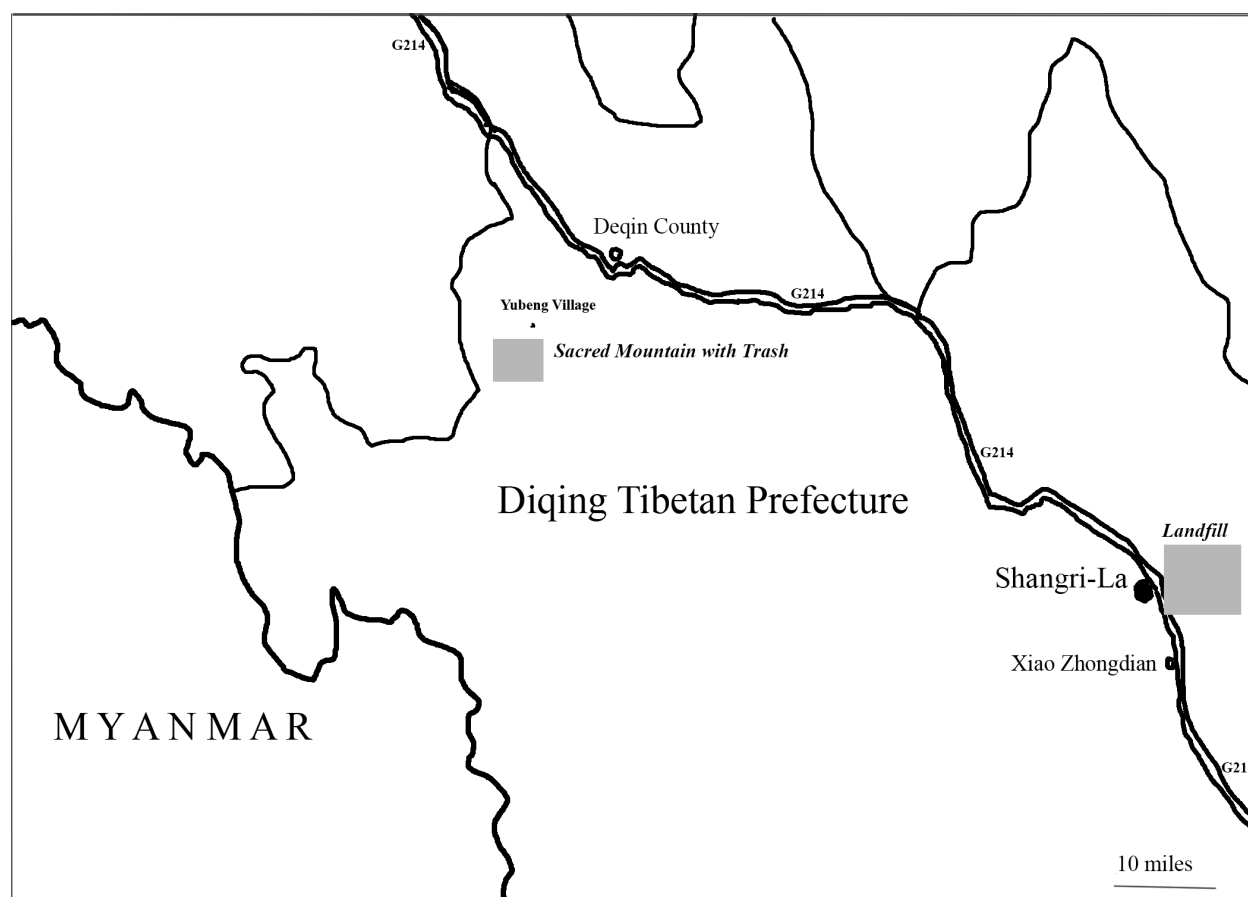 G214
Deqin County
G214
Yubeng Village
Sacred Mountain with Trash
G214
Diqing Tibetan Prefecture
Landfill
Shangri-La
Xiao Zhongdian
MYANMAR
G21
10 miles